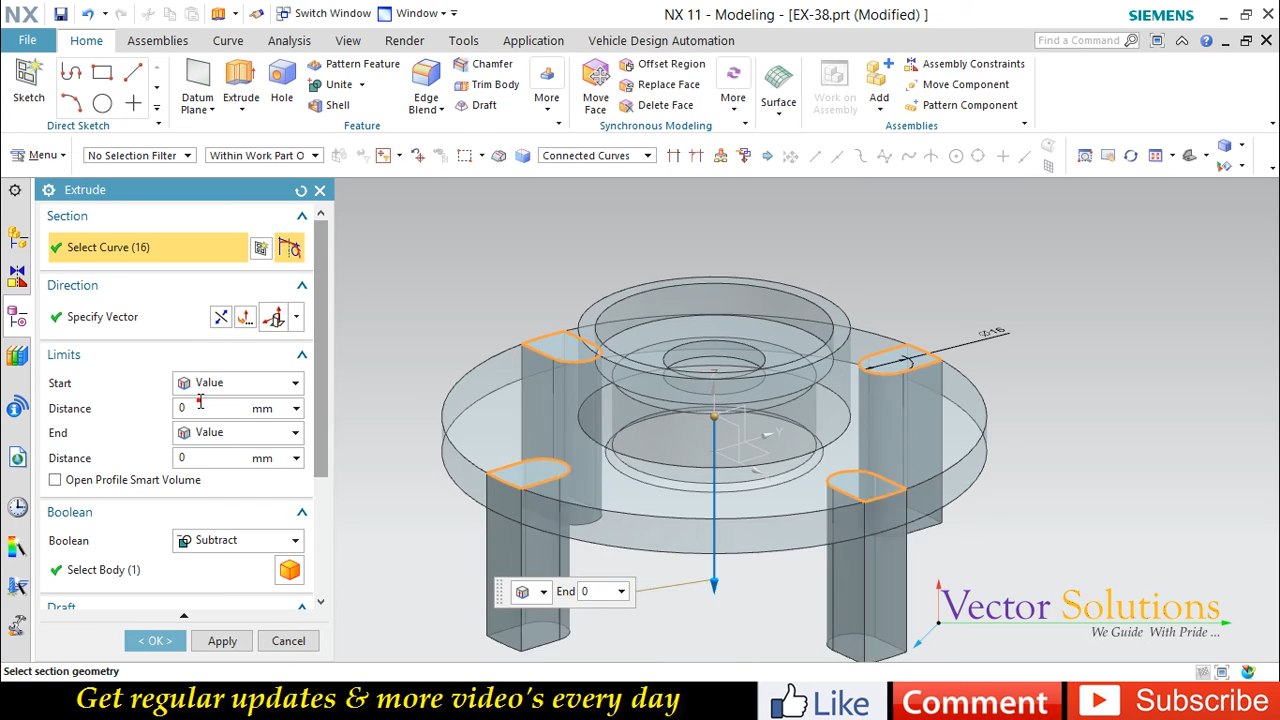 NX
Switch Window
Window
NX 11 - Modeling - [EX-38.prt (Modified) ]
SIEMENS
File
Home
Assemblies
Curve
Analysis
View
Render
Tools
Application
Vehicle Design Automation
Find a Command
Sketch
Direct Sketch
Datum Plane
Extrude
Hole
Pattern Feature
Unite
Shell
Edge Blend
Chamfer
Trim Body
Draft
More
Feature
Move Face
Offset Region
Replace Face
Delete Face
More
Synchronous Modeling
Surface
Work on Assembly
Add
Assembly Constraints
Move Component
Pattern Component
Assemblies
Menu
No Selection Filter
Within Work Part O
Connected Curves
Extrude
Section
Select Curve (16)
Direction
Specify Vector
Limits
Start
Value
Distance
0
mm
End
Value
Distance
0
mm
Open Profile Smart Volume
Boolean
Boolean
Subtract
Select Body (1)
Draft
< OK >
Apply
Cancel
Ø16
Y
End 0
Vector Solutions
We Guide With Pride ...
Select section geometry
Get regular updates & more video's every day
Like
Comment
Subscribe